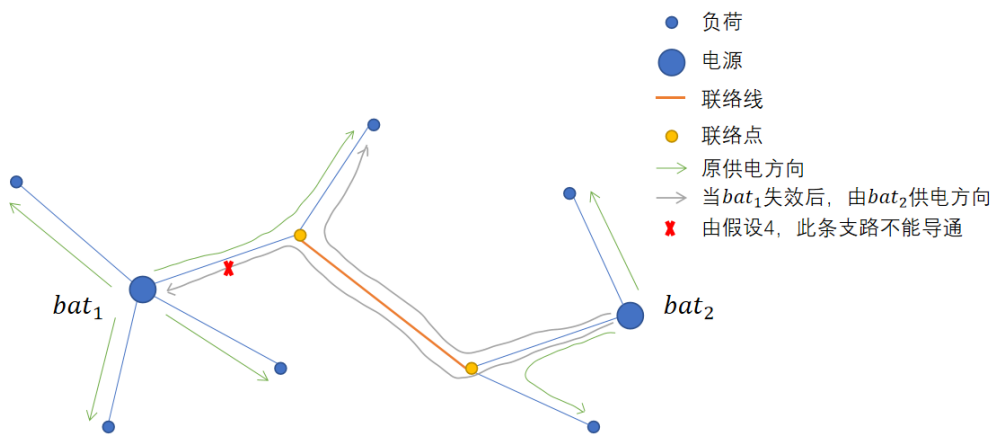 负荷
电源
联络线
联络点
原供电方向
当bat₁失效后，由bat₂供电方向
由假设4，此条支路不能导通
bat₁
bat₂